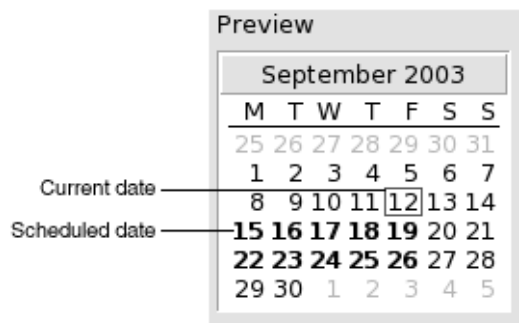 Preview
September 2003
M T W T F S S
25 26 27 28 29 30 31
1 2 3 4 5 6 7
Current date
8 9 10 11 12 13 14
Scheduled date
15 16 17 18 19 20 21
22 23 24 25 26 27 28
29 30 1 2 3 4 5